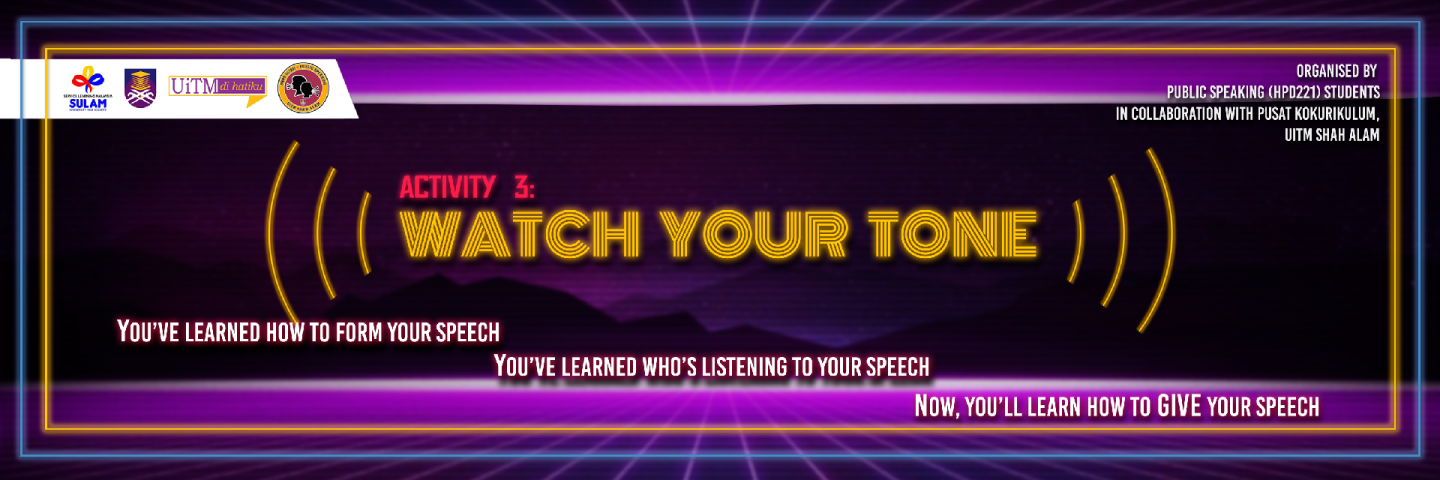 SULAM
UiTM di hatiku
ORGANISED BY
PUBLIC SPEAKING (HPD221) STUDENTS
IN COLLABORATION WITH PUSAT KOKURIKULUM,
UITM SHAH ALAM
ACTIVITY 3:
WATCH YOUR TONE
YOU'VE LEARNED HOW TO FORM YOUR SPEECH
YOU'VE LEARNED WHO'S LISTENING TO YOUR SPEECH
NOW, YOU'LL LEARN HOW TO GIVE YOUR SPEECH